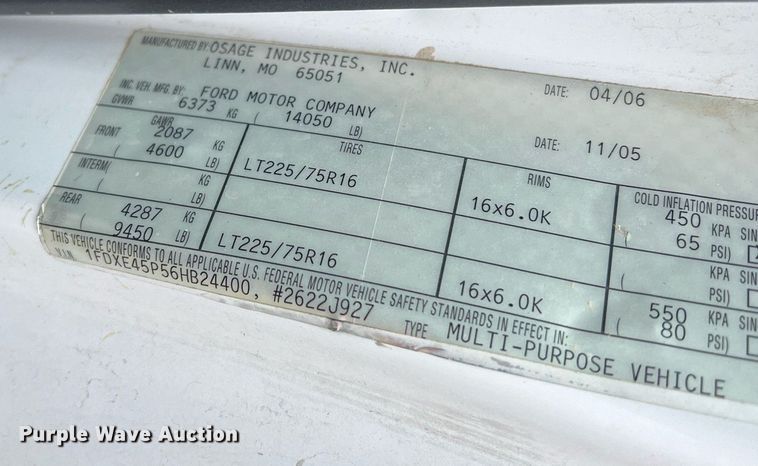 MANUFACTURED BY: OSAGE INDUSTRIES, INC.
LINN, MO 65051
DATE: 04/06
INC. VEH. MFG. BY: FORD MOTOR COMPANY
DATE: 11/05
GVWR 6373 KG ( 14050 LB)
GAWR TIRES RIMS COLD INFLATION PRESSURE
FRONT 2087 KG LT225/75R16 16x6.0K 450 KPA SIN
( 4600 LB) 65 PSI)
INTERM( KG KPA SIN
( LB) ( PSI)
REAR 4287 KG LT225/75R16 16x6.0K 550 KPA SIN
( 9450 LB) ( 80 PSI)
THIS VEHICLE CONFORMS TO ALL APPLICABLE U.S. FEDERAL MOTOR VEHICLE SAFETY STANDARDS IN EFFECT IN:
V.I.N. 1FDXE45P56HB24400, #2622J927 TYPE MULTI-PURPOSE VEHICLE
Purple Wave Auction